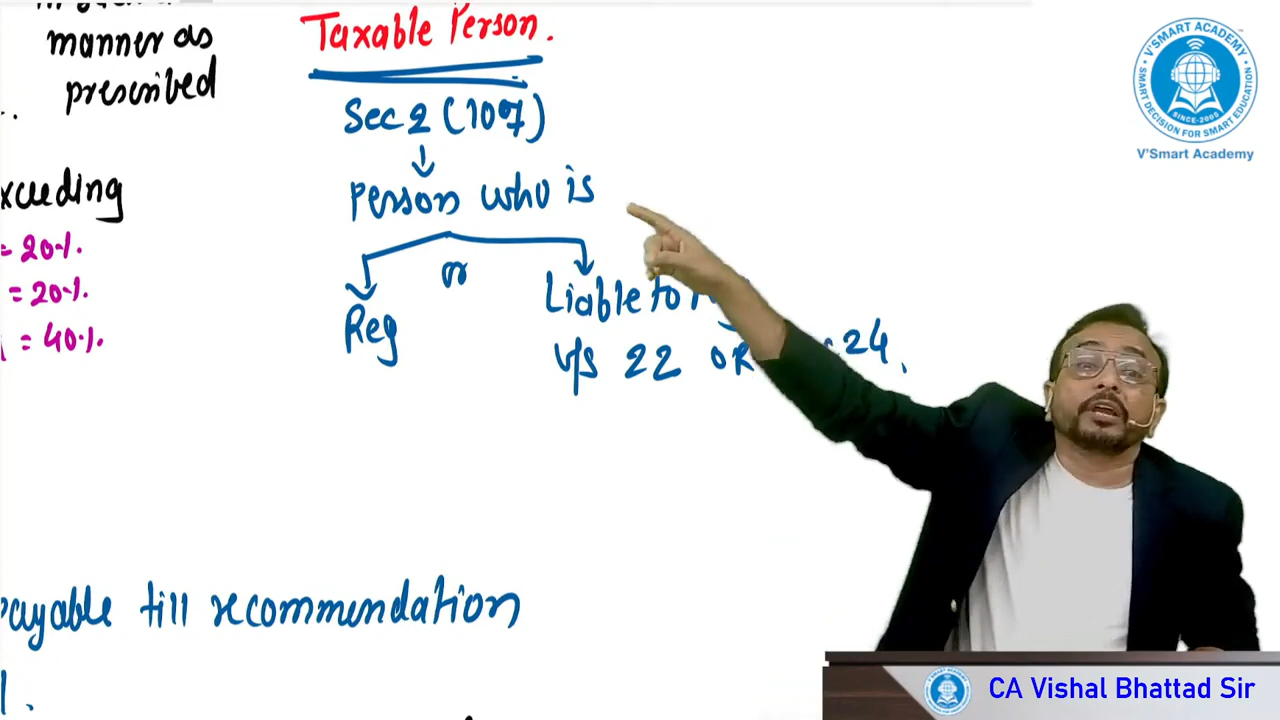 manner as
prescribed
Taxable Person.
Sec 2 (107)
Person who is
or
Reg
Liable to
u/s 22 or 24.
xceeding
= 20%.
= 20%.
= 40%.
payable till recommendation
V'SMART ACADEMY
SMART DECISION FOR SMART EDUCATION
SINCE-2005
V'Smart Academy
CA Vishal Bhattad Sir